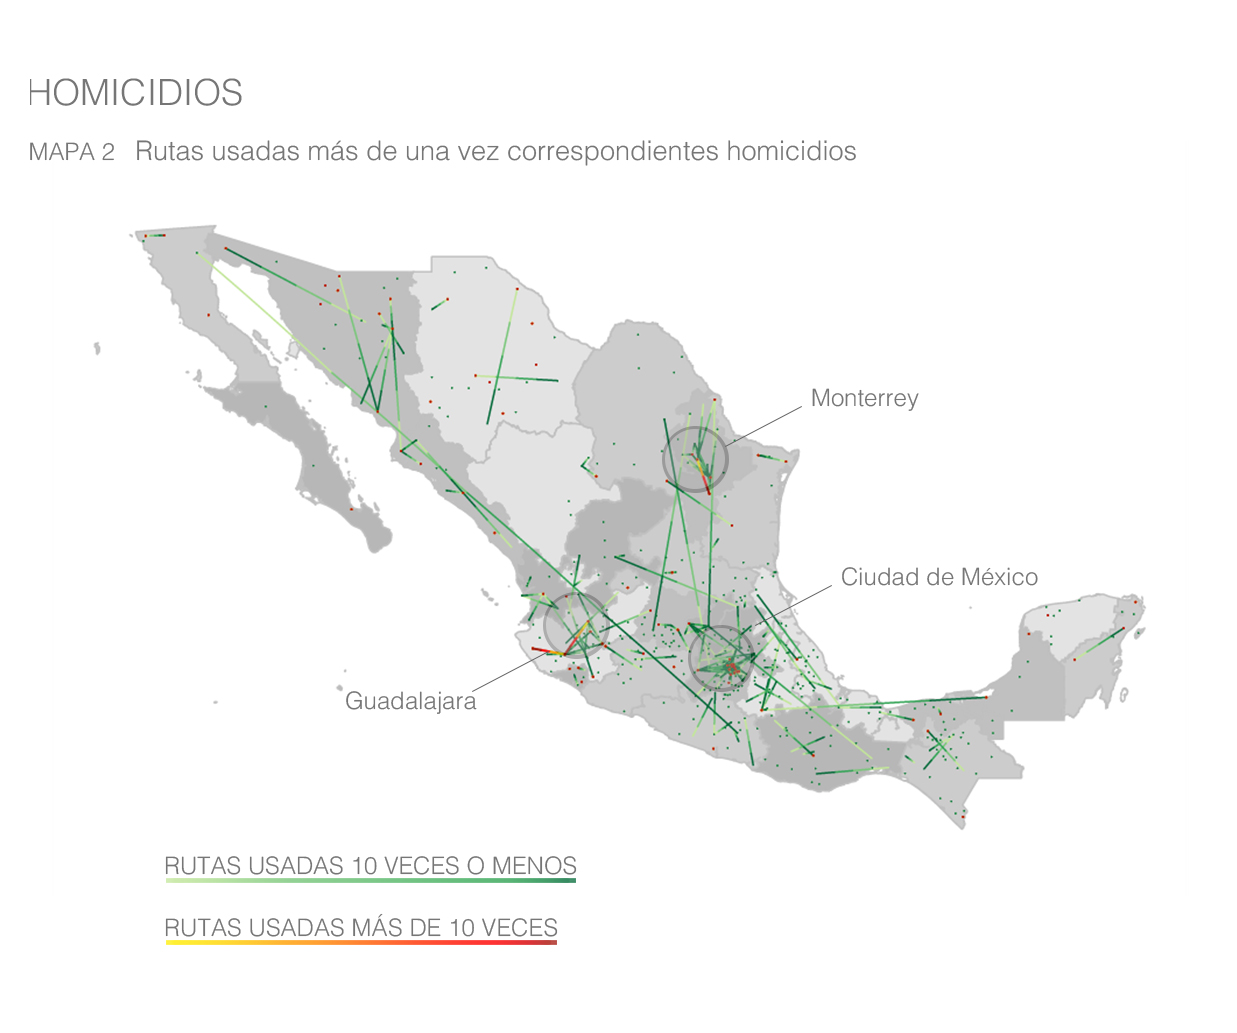 HOMICIDIOS
MAPA 2 Rutas usadas más de una vez correspondientes homicidios
Monterrey
Ciudad de México
Guadalajara
RUTAS USADAS 10 VECES O MENOS
RUTAS USADAS MÁS DE 10 VECES